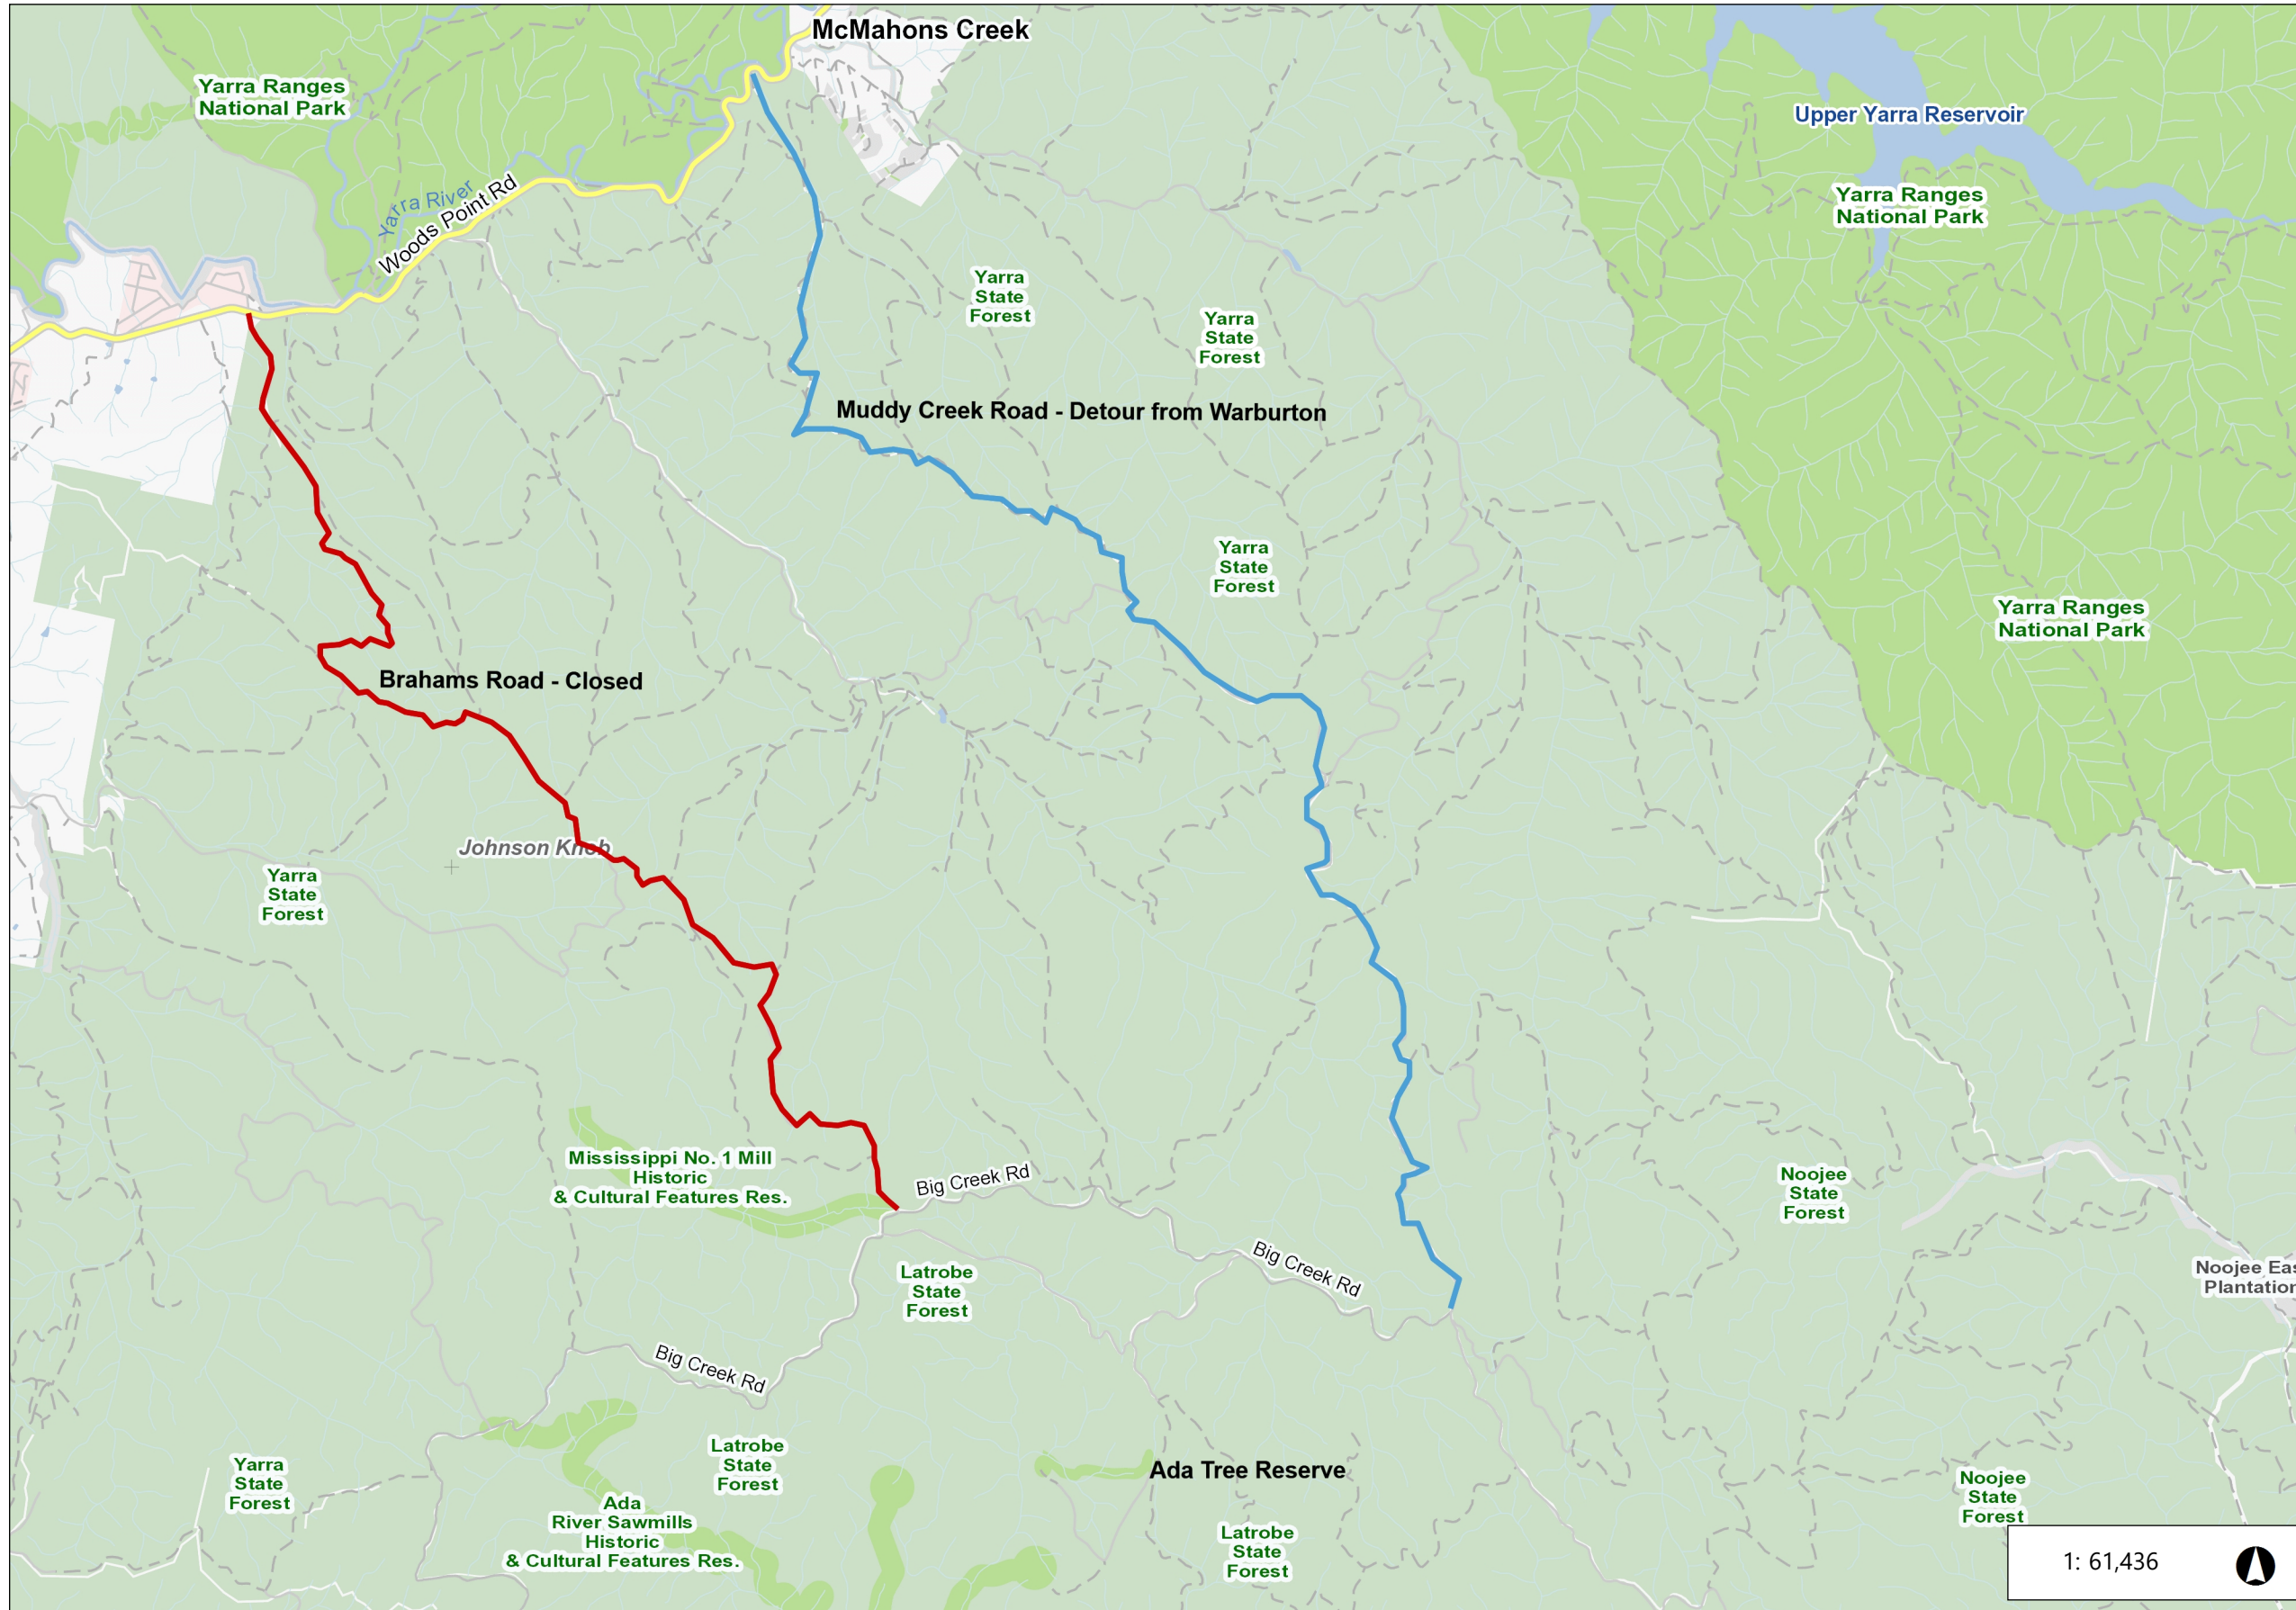 McMahons Creek
Yarra Ranges
National Park
Upper Yarra Reservoir
Yarra River
Woods Point Rd
Yarra Ranges
National Park
Yarra
State
Forest
Yarra
State
Forest
Muddy Creek Road - Detour from Warburton
Yarra
State
Forest
Yarra Ranges
National Park
Brahams Road - Closed
Johnson Knob
Yarra
State
Forest
Mississippi No. 1 Mill
Historic
& Cultural Features Res.
Big Creek Rd
Noojee
State
Forest
Big Creek Rd
Latrobe
State
Forest
Noojee Eas
Plantation
Big Creek Rd
Latrobe
State
Forest
Ada Tree Reserve
Yarra
State
Forest
Noojee
State
Forest
Ada
River Sawmills
Historic
& Cultural Features Res.
Latrobe
State
Forest
1: 61,436